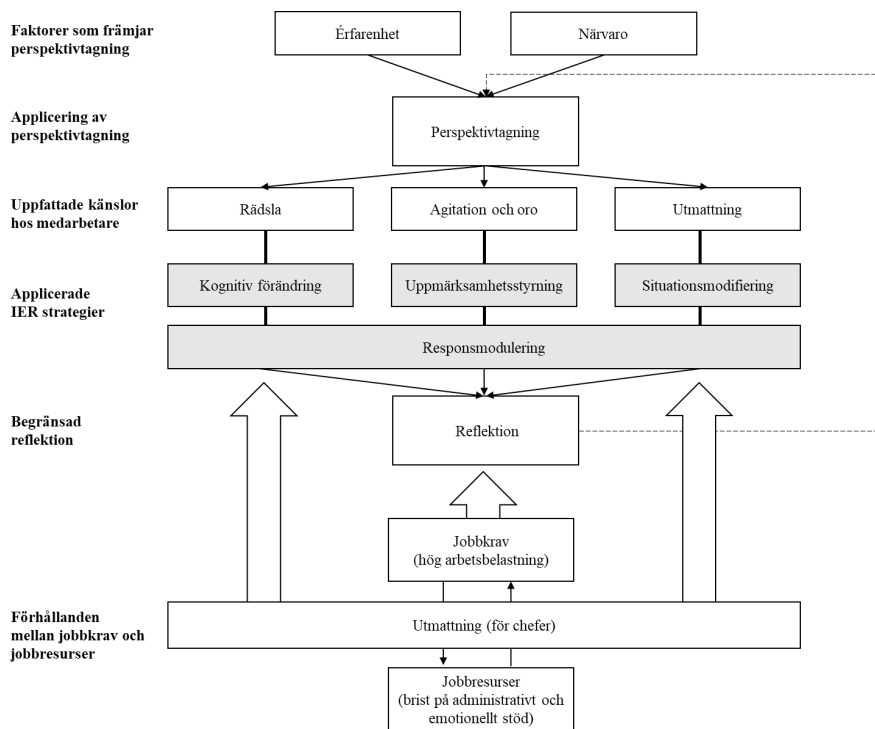 Faktorer som främjar
perspektivtagning
Érfarenhet
Närvaro
Applicering av
perspektivtagning
Perspektivtagning
Uppfattade känslor
hos medarbetare
Rädsla
Agitation och oro
Utmattning
Applicerade
IER strategier
Kognitiv förändring
Uppmärksamhetsstyrning
Situationsmodifiering
Responsmodulering
Begränsad
reflektion
Reflektion
Jobbkrav
(hög arbetsbelastning)
Förhållanden
mellan jobbkrav och
jobbresurser
Utmattning (för chefer)
Jobbresurser
(brist på administrativt och
emotionellt stöd)